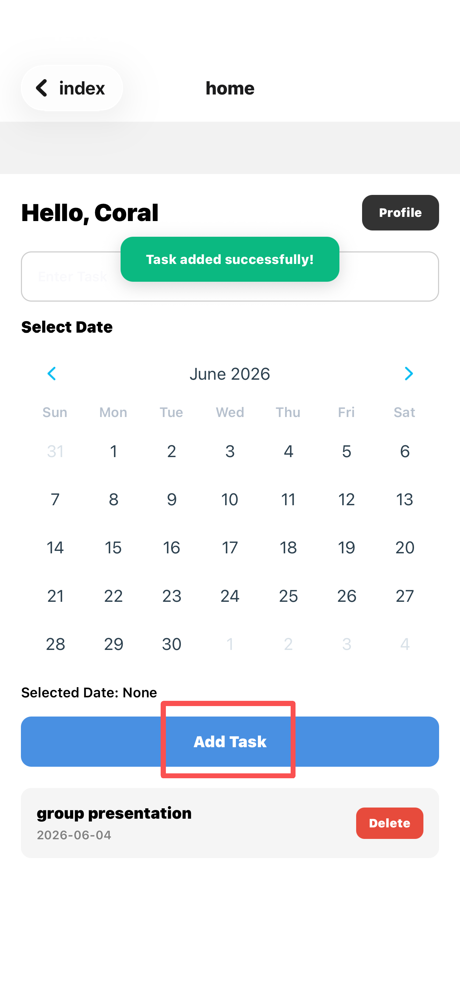 index
home
Hello, Coral
Profile
Task added successfully!
Enter Task
Select Date
June 2026
Sun Mon Tue Wed Thu Fri Sat
31 1 2 3 4 5 6
7 8 9 10 11 12 13
14 15 16 17 18 19 20
21 22 23 24 25 26 27
28 29 30 1 2 3 4
Selected Date: None
Add Task
group presentation
2026-06-04
Delete